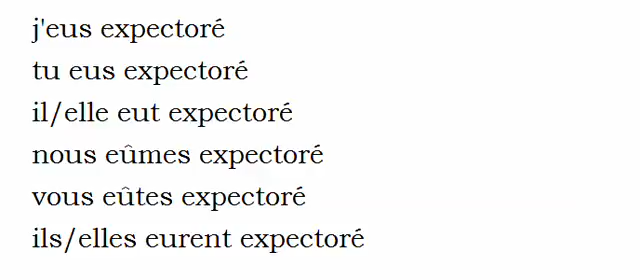 j'eus expectoré
tu eus expectoré
il/elle eut expectoré
nous eûmes expectoré
vous eûtes expectoré
ils/elles eurent expectoré